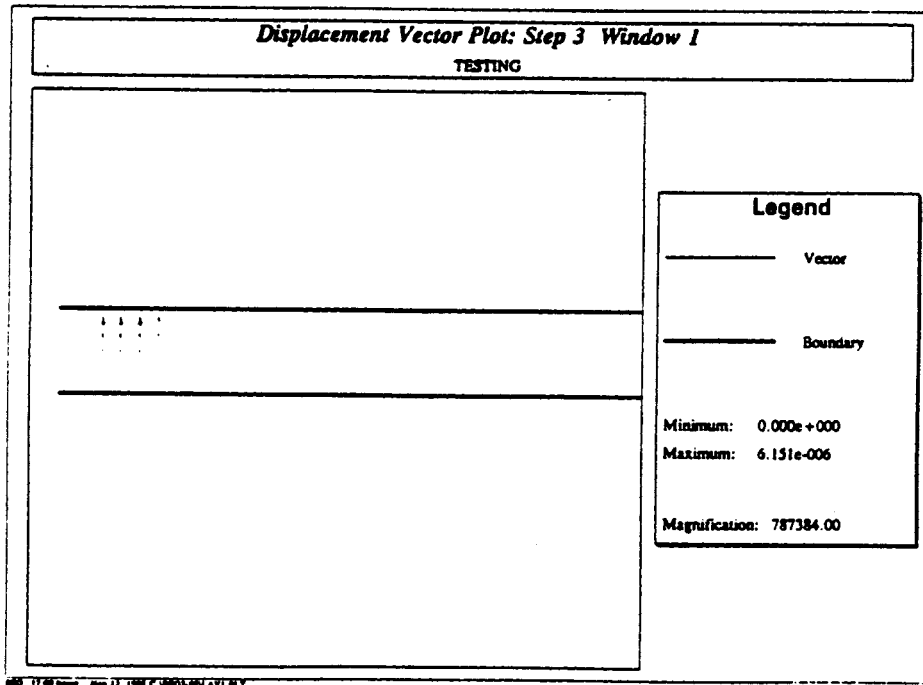 Displacement Vector Plot: Step 3 Window 1
TESTING
Legend
Vector
Boundary
Minimum: 0.000e+000
Maximum: 6.151e-006
Magnification: 787384.00